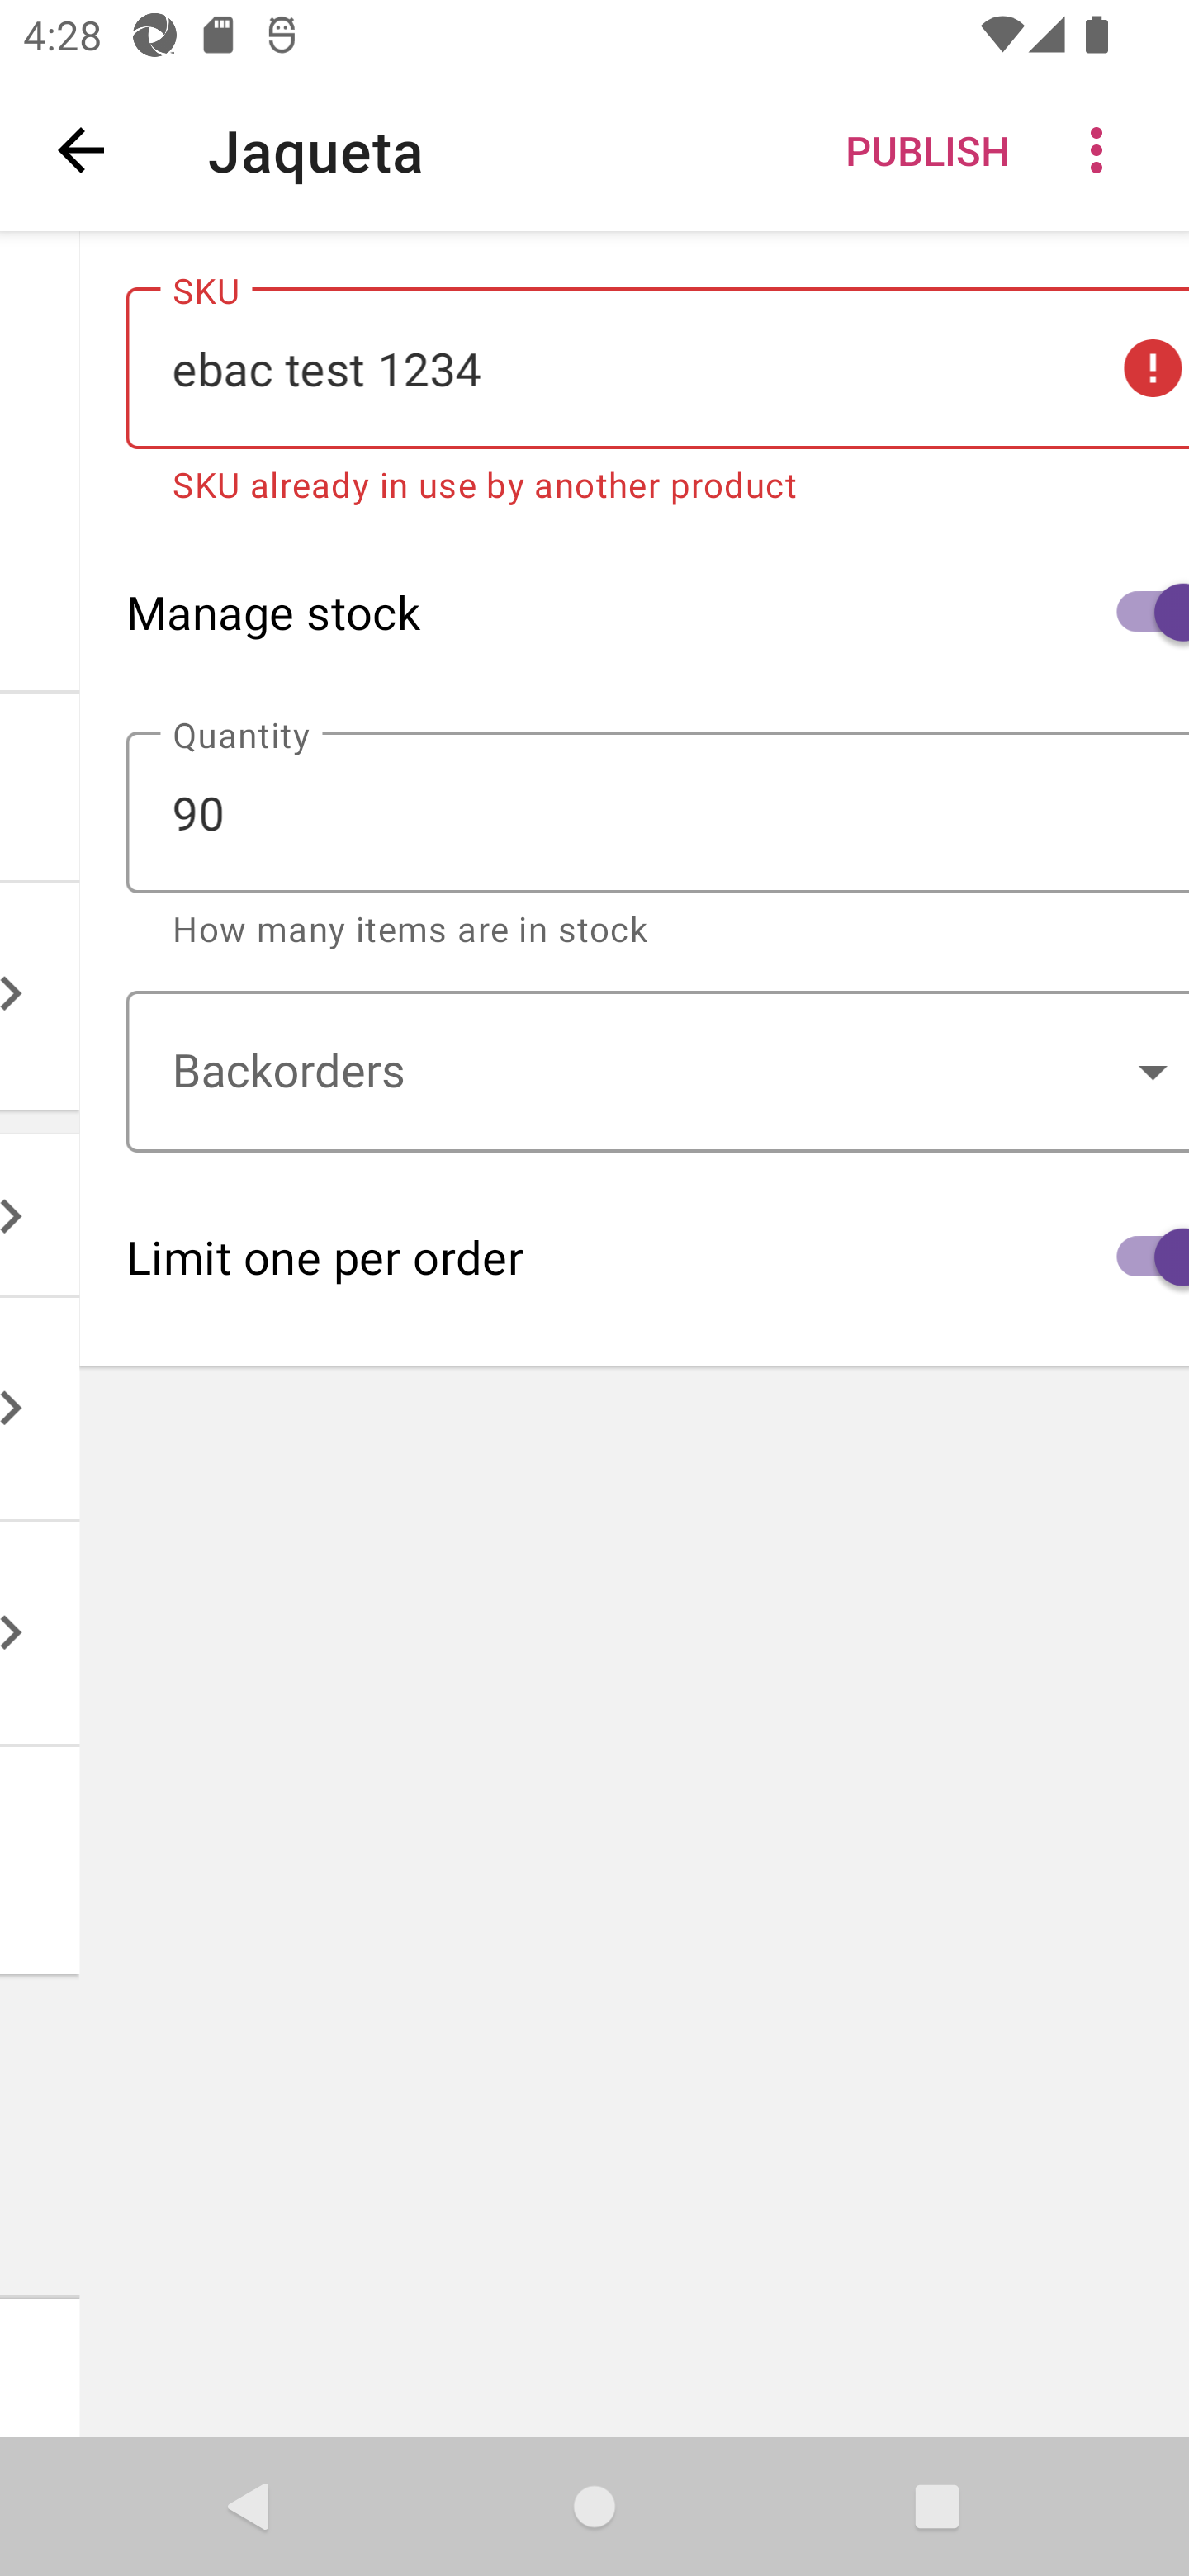 4:28
Jaqueta
PUBLISH
SKU
ebac test 1234
SKU already in use by another product
Manage stock
Quantity
90
How many items are in stock
Backorders
Limit one per order